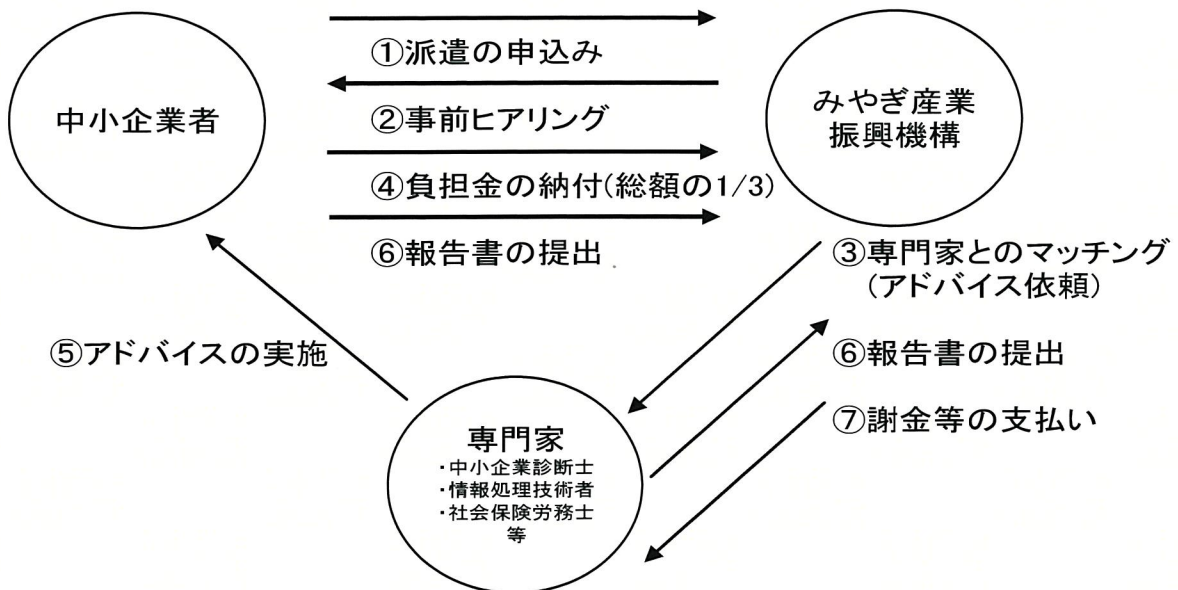 中小企業者
①派遣の申込み
②事前ヒアリング
④負担金の納付(総額の1/3)
⑥報告書の提出
みやぎ産業
振興機構
③専門家とのマッチング
(アドバイス依頼)
⑤アドバイスの実施
⑥報告書の提出
⑦謝金等の支払い
専門家
・中小企業診断士
・情報処理技術者
・社会保険労務士
等